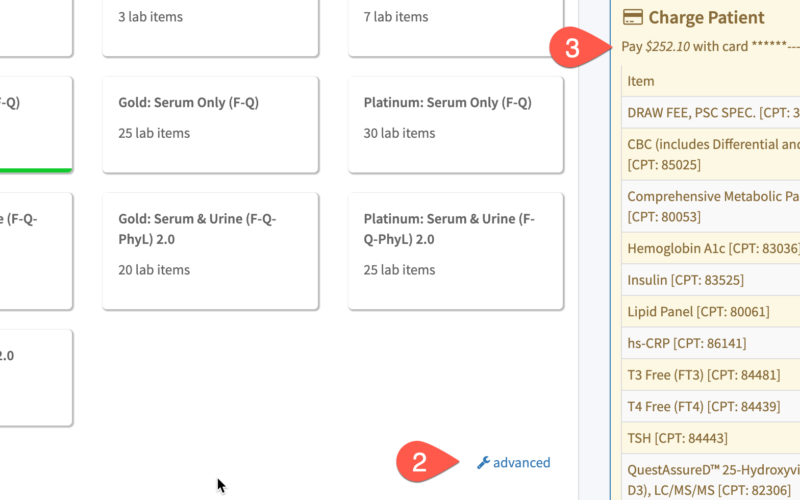 3 lab items
7 lab items
-Q)
Gold: Serum Only (F-Q)
25 lab items
Platinum: Serum Only (F-Q)
30 lab items
e (F-Q-
Gold: Serum & Urine (F-Q-
PhyL) 2.0
20 lab items
Platinum: Serum & Urine (F-
Q-PhyL) 2.0
25 lab items
2.0
2
advanced
3
Charge Patient
Pay $252.10 with card ******--
Item
DRAW FEE, PSC SPEC. [CPT: 3
CBC (includes Differential and
[CPT: 85025]
Comprehensive Metabolic Pa
[CPT: 80053]
Hemoglobin A1c [CPT: 83036]
Insulin [CPT: 83525]
Lipid Panel [CPT: 80061]
hs-CRP [CPT: 86141]
T3 Free (FT3) [CPT: 84481]
T4 Free (FT4) [CPT: 84439]
TSH [CPT: 84443]
QuestAssureD™ 25-Hydroxyvi
D3), LC/MS/MS [CPT: 82306]